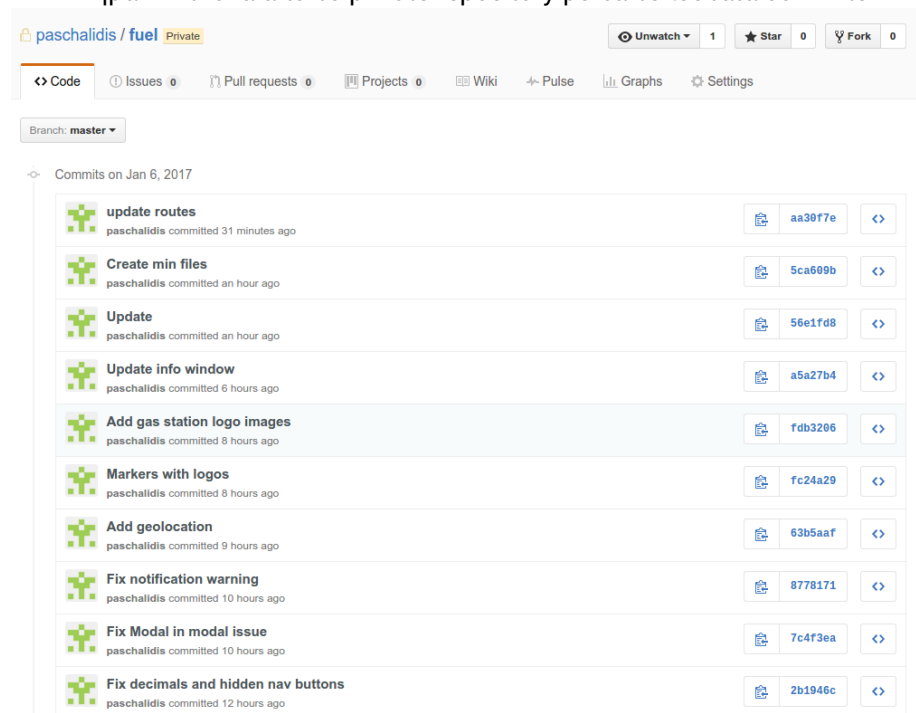 paschalidis / fuel Private
Unwatch 1 Star 0 Fork 0
Code Issues 0 Pull requests 0 Projects 0 Wiki Pulse Graphs Settings
Branch: master
Commits on Jan 6, 2017
update routes
paschalidis committed 31 minutes ago
aa30f7e
Create min files
paschalidis committed an hour ago
5ca609b
Update
paschalidis committed an hour ago
56e1fd8
Update info window
paschalidis committed 6 hours ago
a5a27b4
Add gas station logo images
paschalidis committed 8 hours ago
fdb3206
Markers with logos
paschalidis committed 8 hours ago
fc24a29
Add geolocation
paschalidis committed 9 hours ago
63b5aaf
Fix notification warning
paschalidis committed 10 hours ago
8778171
Fix Modal in modal issue
paschalidis committed 10 hours ago
7c4f3ea
Fix decimals and hidden nav buttons
paschalidis committed 12 hours ago
2b1946c